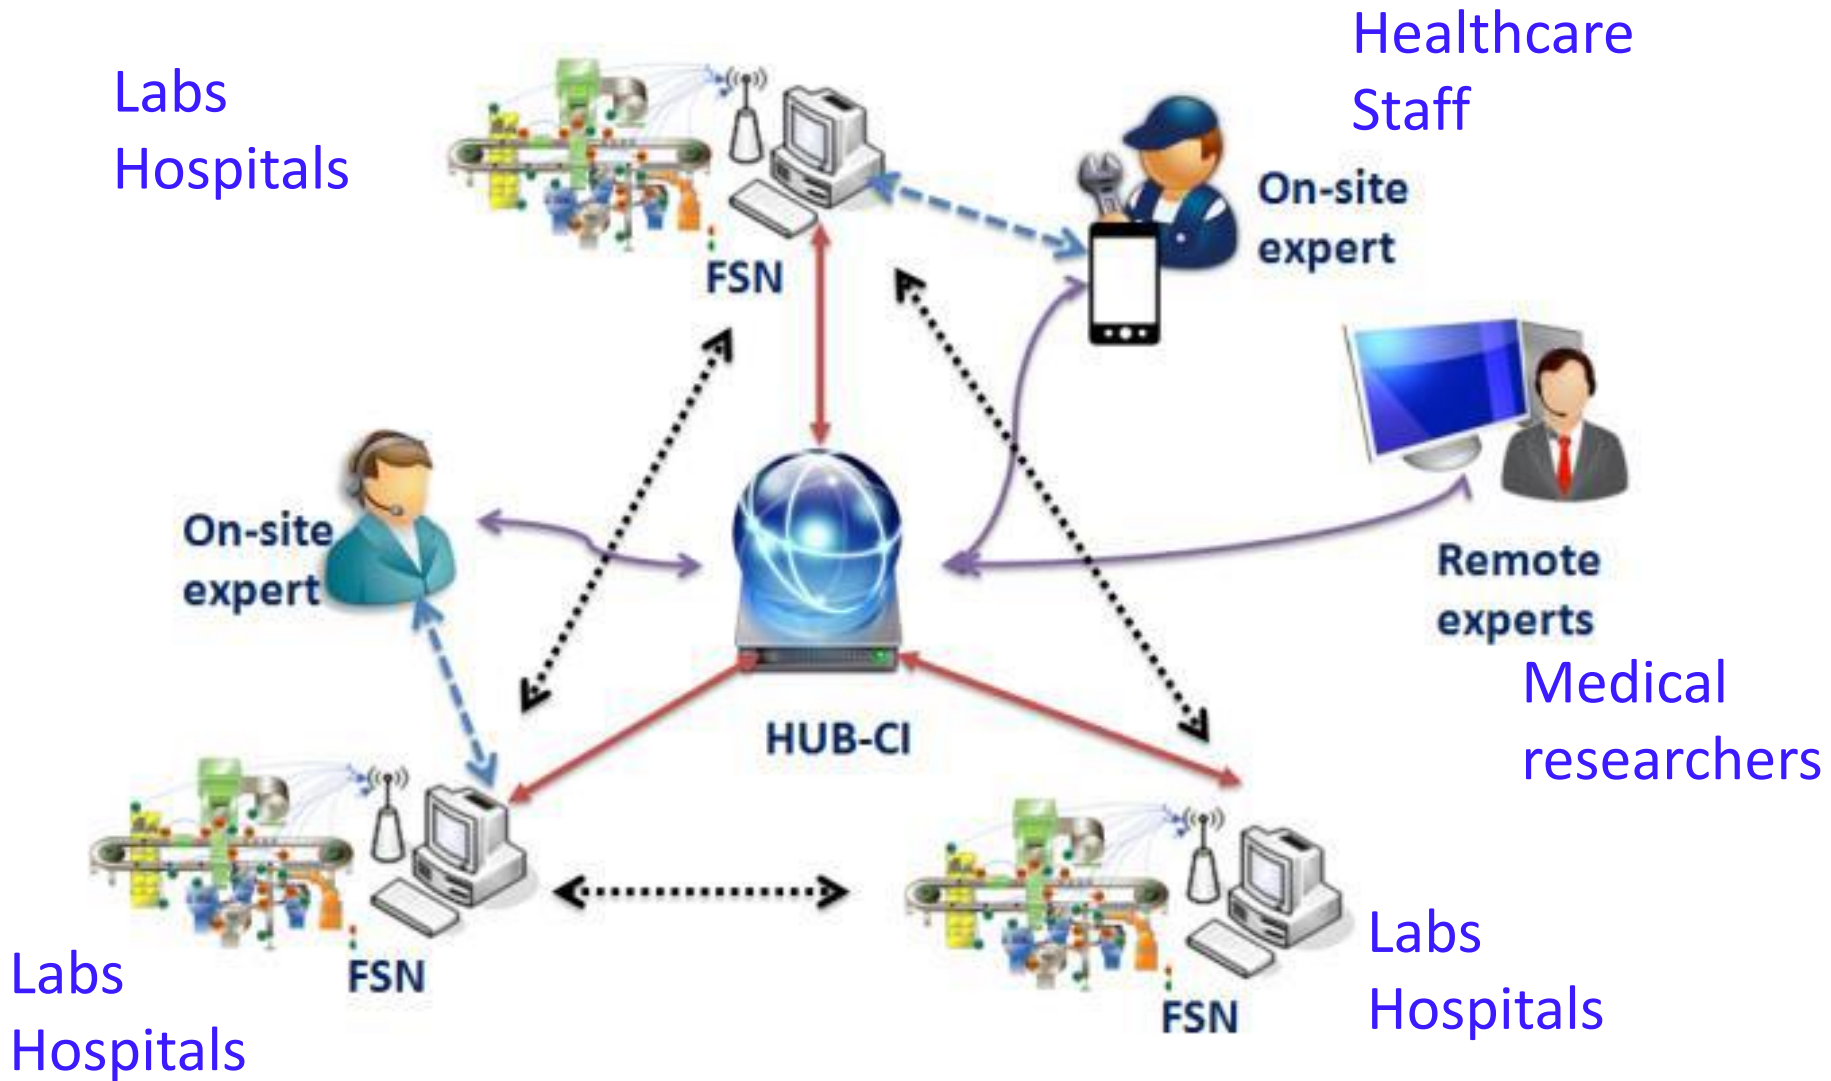 Healthcare
Staff
Labs
Hospitals
On-site
expert
FSN
On-site
expert
Remote
experts
Medical
researchers
HUB-CI
Labs
Hospitals
FSN
Labs
Hospitals
FSN